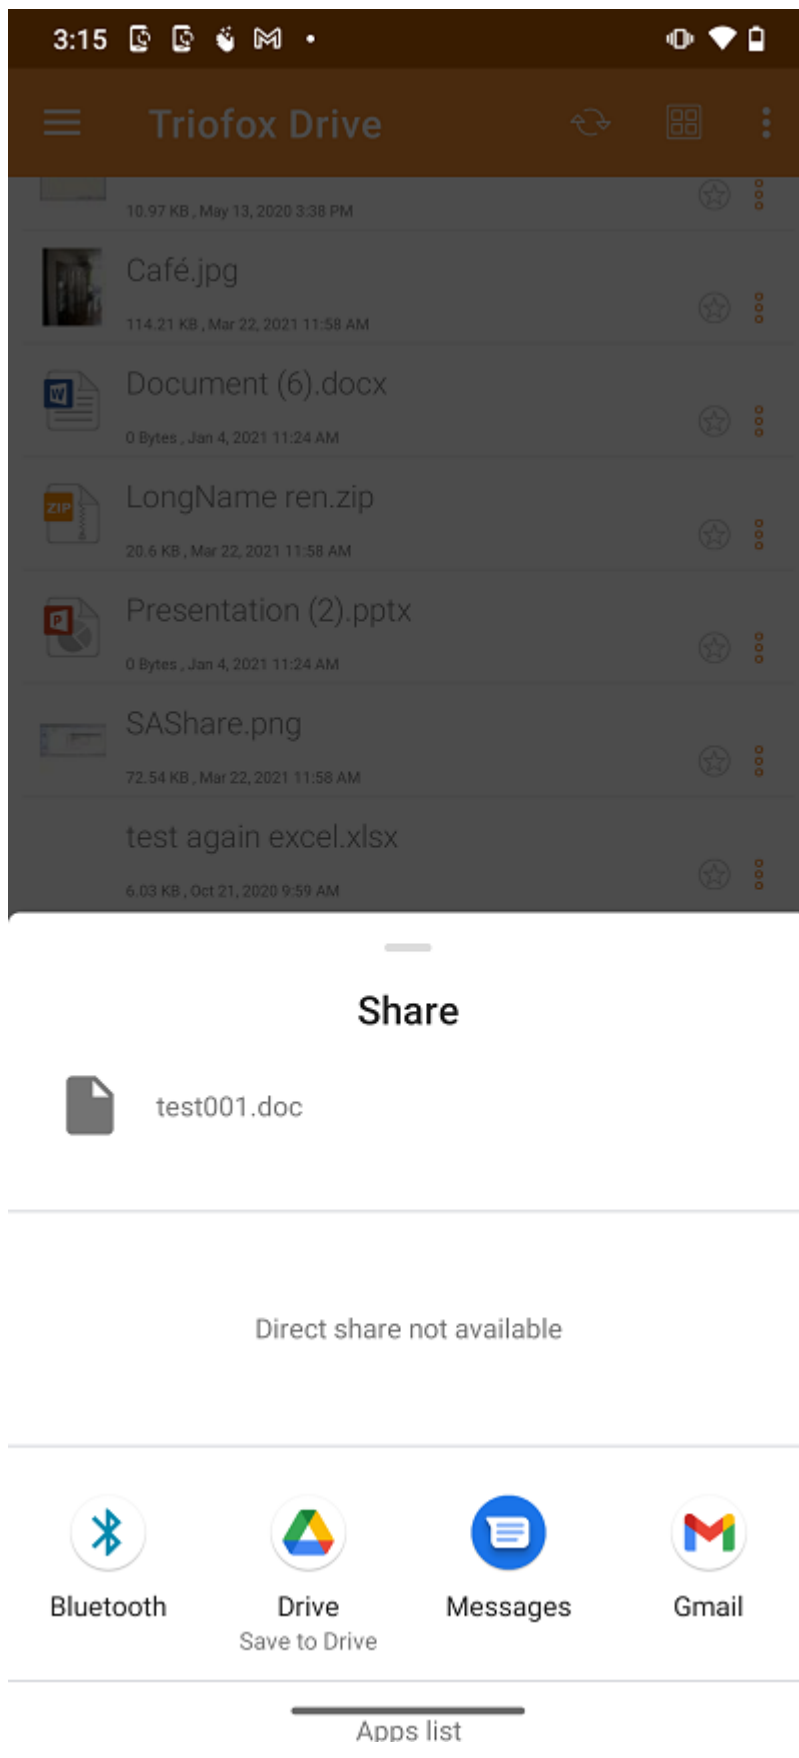 3:15
Triofox Drive
10.97 KB , May 13, 2020 3:38 PM
Café.jpg
114.21 KB , Mar 22, 2021 11:58 AM
W
Document (6).docx
0 Bytes , Jan 4, 2021 11:24 AM
ZIP
LongName ren.zip
20.6 KB , Mar 22, 2021 11:58 AM
P
Presentation (2).pptx
0 Bytes , Jan 4, 2021 11:24 AM
SAShare.png
72.54 KB , Mar 22, 2021 11:58 AM
test again excel.xlsx
6.03 KB , Oct 21, 2020 9:59 AM
Share
test001.doc
Direct share not available
Bluetooth
Drive
Messages
Gmail
Save to Drive
Apps list